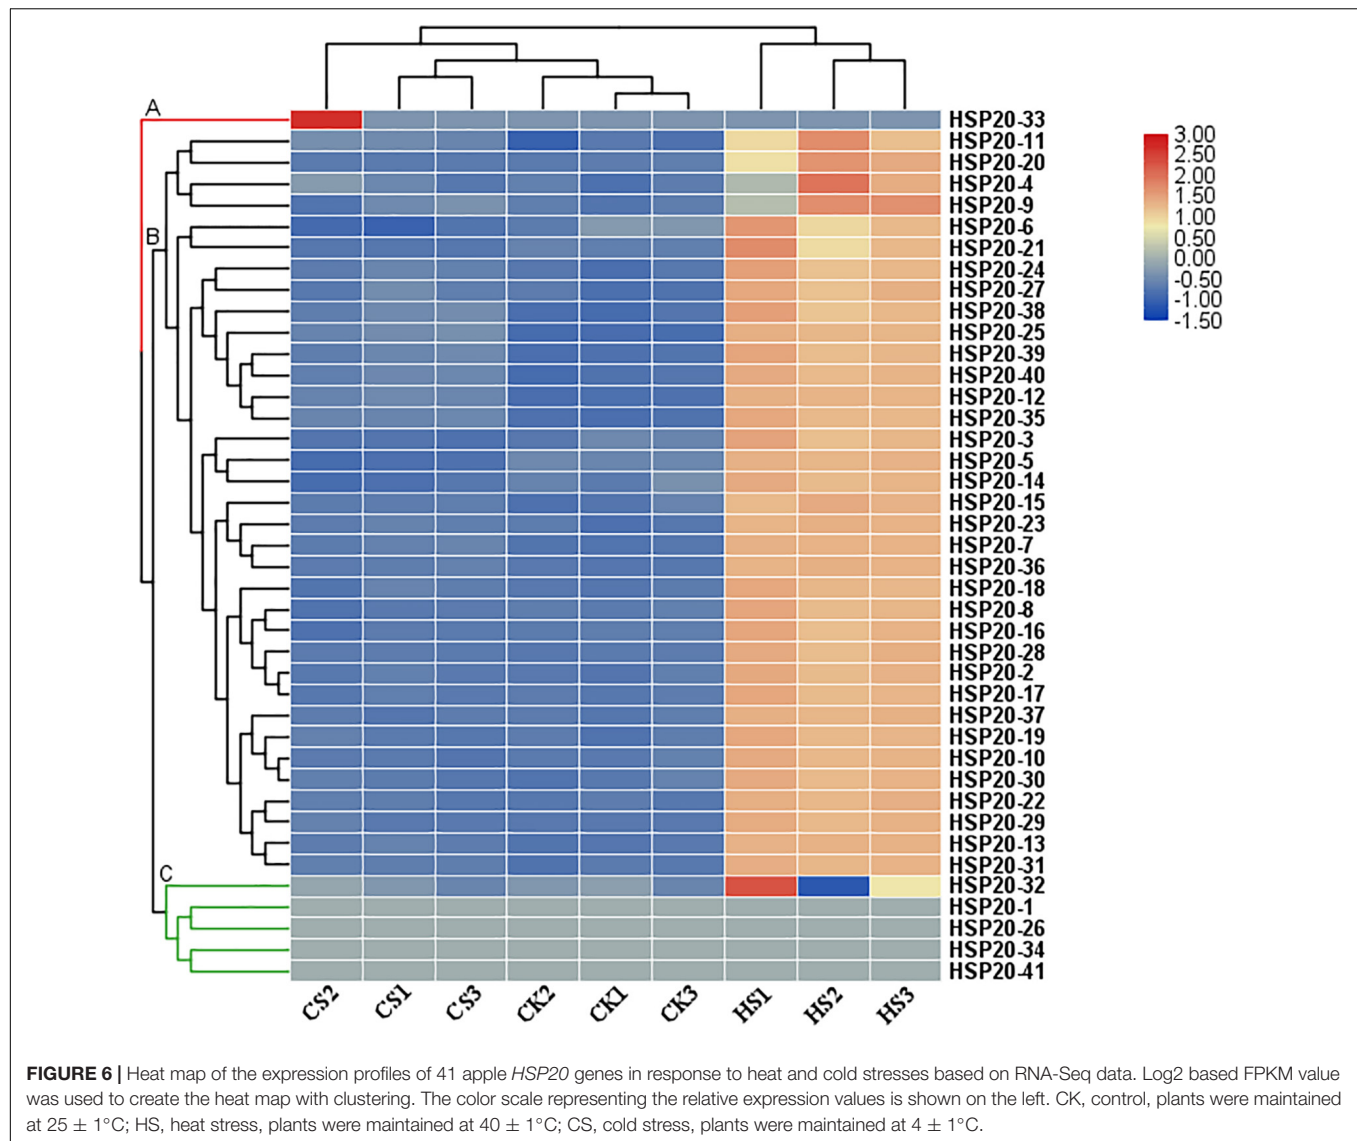 A
B
C
HSP20-33
HSP20-11
HSP20-20
HSP20-4
HSP20-9
HSP20-6
HSP20-21
HSP20-24
HSP20-27
HSP20-38
HSP20-25
HSP20-39
HSP20-40
HSP20-12
HSP20-35
HSP20-3
HSP20-5
HSP20-14
HSP20-15
HSP20-23
HSP20-7
HSP20-36
HSP20-18
HSP20-8
HSP20-16
HSP20-28
HSP20-2
HSP20-17
HSP20-37
HSP20-19
HSP20-10
HSP20-30
HSP20-22
HSP20-29
HSP20-13
HSP20-31
HSP20-32
HSP20-1
HSP20-26
HSP20-34
HSP20-41
3.00
2.50
2.00
1.50
1.00
0.50
0.00
-0.50
-1.00
-1.50
CS2 CS1 CS3 CK2 CK1 CK3 HS1 HS2 HS3
FIGURE 6 | Heat map of the expression profiles of 41 apple HSP20 genes in response to heat and cold stresses based on RNA-Seq data. Log2 based FPKM value
was used to create the heat map with clustering. The color scale representing the relative expression values is shown on the left. CK, control, plants were maintained
at 25 ± 1°C; HS, heat stress, plants were maintained at 40 ± 1°C; CS, cold stress, plants were maintained at 4 ± 1°C.